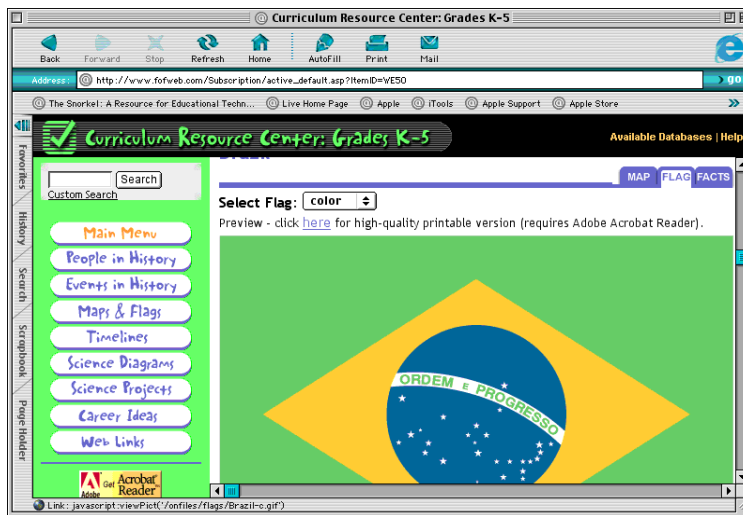 Curriculum Resource Center: Grades K-5
Back Forward Stop Refresh Home AutoFill Print Mail
Address: http://www.fofweb.com/Subscription/active_default.asp?ItemID=WE50 go
The Snorkel: A Resource for Educational Techn... Live Home Page Apple iTools Apple Support Apple Store
Curriculum Resource Center: Grades K-5
Available Databases | Help
Favorites
History
Search
Scrapbook
Page Holder
Search
Custom Search
Main Menu
People in History
Events in History
Maps & Flags
Timelines
Science Diagrams
Science Projects
Career Ideas
Web Links
Get Acrobat Reader
Adobe
MAP FLAG FACTS
Select Flag: color
Preview - click here for high-quality printable version (requires Adobe Acrobat Reader).
ORDEM E PROGRESSO
Link: javascript:viewPict('/onfiles/flags/Brazil-c.gif')